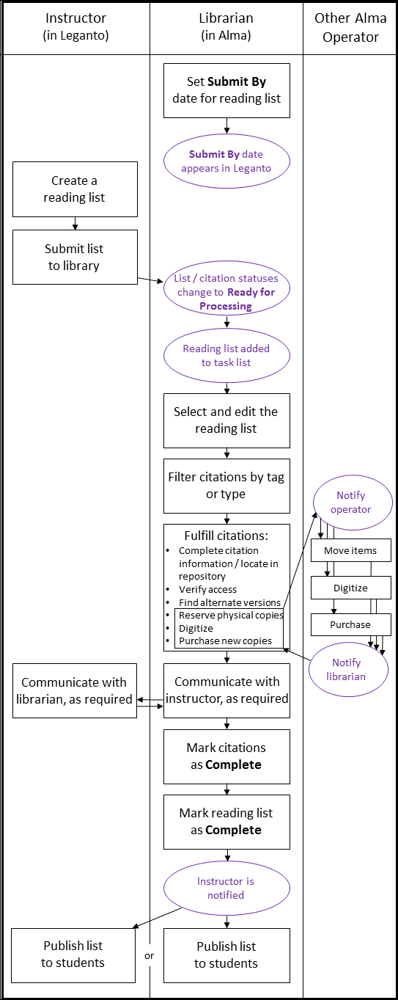 Instructor
(in Leganto)
Librarian
(in Alma)
Other Alma
Operator
Set Submit By
date for reading list
Submit By date
appears in Leganto
Create a
reading list
Submit list
to library
List / citation statuses
change to Ready for
Processing
Reading list added
to task list
Select and edit the
reading list
Filter citations by tag
or type
Notify
operator
Fulfill citations:
• Complete citation
information / locate in
repository
• Verify access
• Find alternate versions
• Reserve physical copies
• Digitize
• Purchase new copies
Move items
Digitize
Purchase
Notify
librarian
Communicate with
librarian, as required
Communicate with
instructor, as required
Mark citations
as Complete
Mark reading list
as Complete
Instructor is
notified
Publish list
to students
or
Publish list
to students